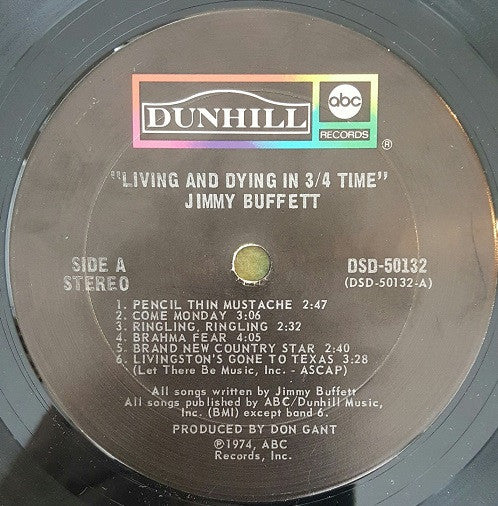 DUNHILL
abc
RECORDS
®
"LIVING AND DYING IN 3/4 TIME"
JIMMY BUFFETT
SIDE A
STEREO
DSD-50132
(DSD-50132-A)
1. PENCIL THIN MUSTACHE 2:47
2. COME MONDAY 3:06
3. RINGLING, RINGLING 2:32
4. BRAHMA FEAR 4:05
5. BRAND NEW COUNTRY STAR 2:40
6. LIVINGSTON'S GONE TO TEXAS 3:28
(Let There Be Music, Inc. - ASCAP)
All songs written by Jimmy Buffett
All songs published by ABC/Dunhill Music,
Inc. (BMI) except band 6.
PRODUCED BY DON GANT
℗1974, ABC
Records, Inc.